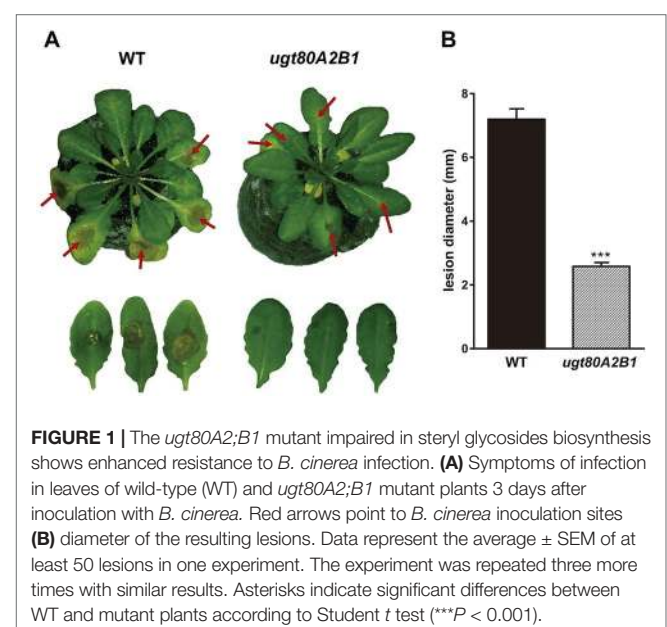 A
B
WT
ugt80A2B1
8
6
4
2
0
lesion diameter (mm)
***
WT
ugt80A2B1
FIGURE 1 | The ugt80A2;B1 mutant impaired in steryl glycosides biosynthesis
shows enhanced resistance to B. cinerea infection. (A) Symptoms of infection
in leaves of wild-type (WT) and ugt80A2;B1 mutant plants 3 days after
inoculation with B. cinerea. Red arrows point to B. cinerea inoculation sites
(B) diameter of the resulting lesions. Data represent the average ± SEM of at
least 50 lesions in one experiment. The experiment was repeated three more
times with similar results. Asterisks indicate significant differences between
WT and mutant plants according to Student t test (***P < 0.001).